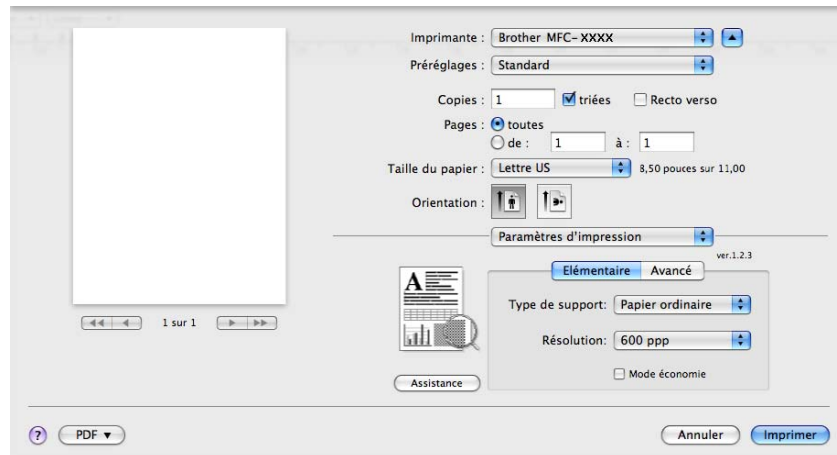 Imprimante : Brother MFC-XXXX
Préréglages : Standard
Copies : 1 triées Recto verso
Pages : toutes
de : 1 à : 1
Taille du papier : Lettre US 8,50 pouces sur 11,00
Orientation :
Paramètres d'impression
ver.1.2.3
Elémentaire Avancé
A
Type de support: Papier ordinaire
1 sur 1
Résolution: 600 ppp
Mode économie
Assistance
? PDF ▼ Annuler Imprimer